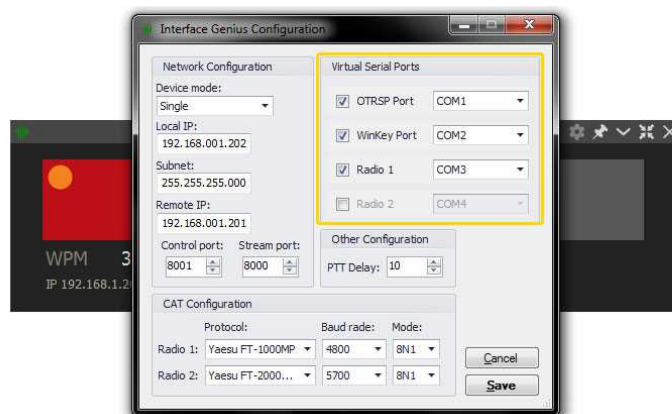 Interface Genius Configuration
Network Configuration
Device mode:
Single
Local IP:
192.168.001.202
Subnet:
255.255.255.000
Remote IP:
192.168.001.201
Control port: Stream port:
8001 8000
Virtual Serial Ports
OTRSP Port COM1
WinKey Port COM2
Radio 1 COM3
Radio 2 COM4
Other Configuration
PTT Delay: 10
CAT Configuration
Protocol: Baud rade: Mode:
Radio 1: Yaesu FT-1000MP 4800 8N1
Radio 2: Yaesu FT-2000... 5700 8N1
Cancel
Save
WPM 3
IP 192.168.1.2